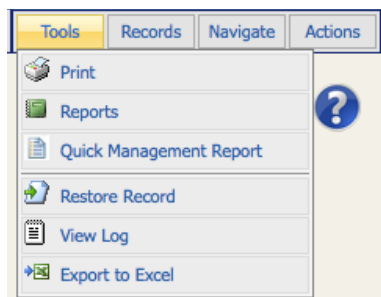 Tools Records Navigate Actions
Print
Reports
Quick Management Report
Restore Record
View Log
Export to Excel
?